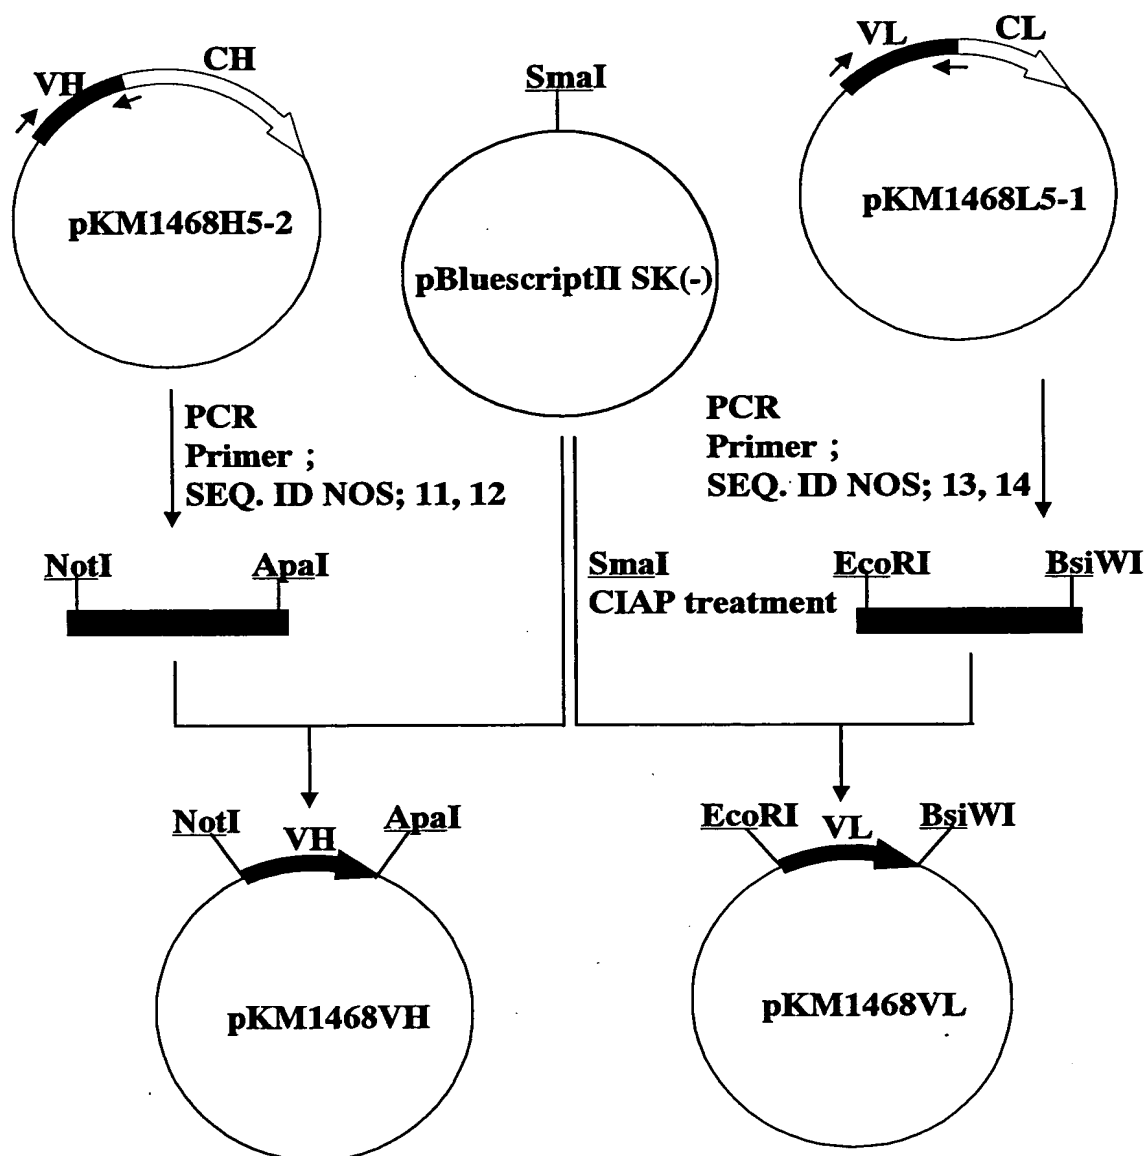 VH
CH
pKM1468H5-2
SmaI
pBluescriptII SK(-)
VL
CL
pKM1468L5-1
PCR
Primer ;
SEQ. ID NOS; 11, 12
PCR
Primer ;
SEQ. ID NOS; 13, 14
NotI
ApaI
SmaI
CIAP treatment
EcoRI
BsiWI
NotI
VH
ApaI
pKM1468VH
EcoRI
VL
BsiWI
pKM1468VL